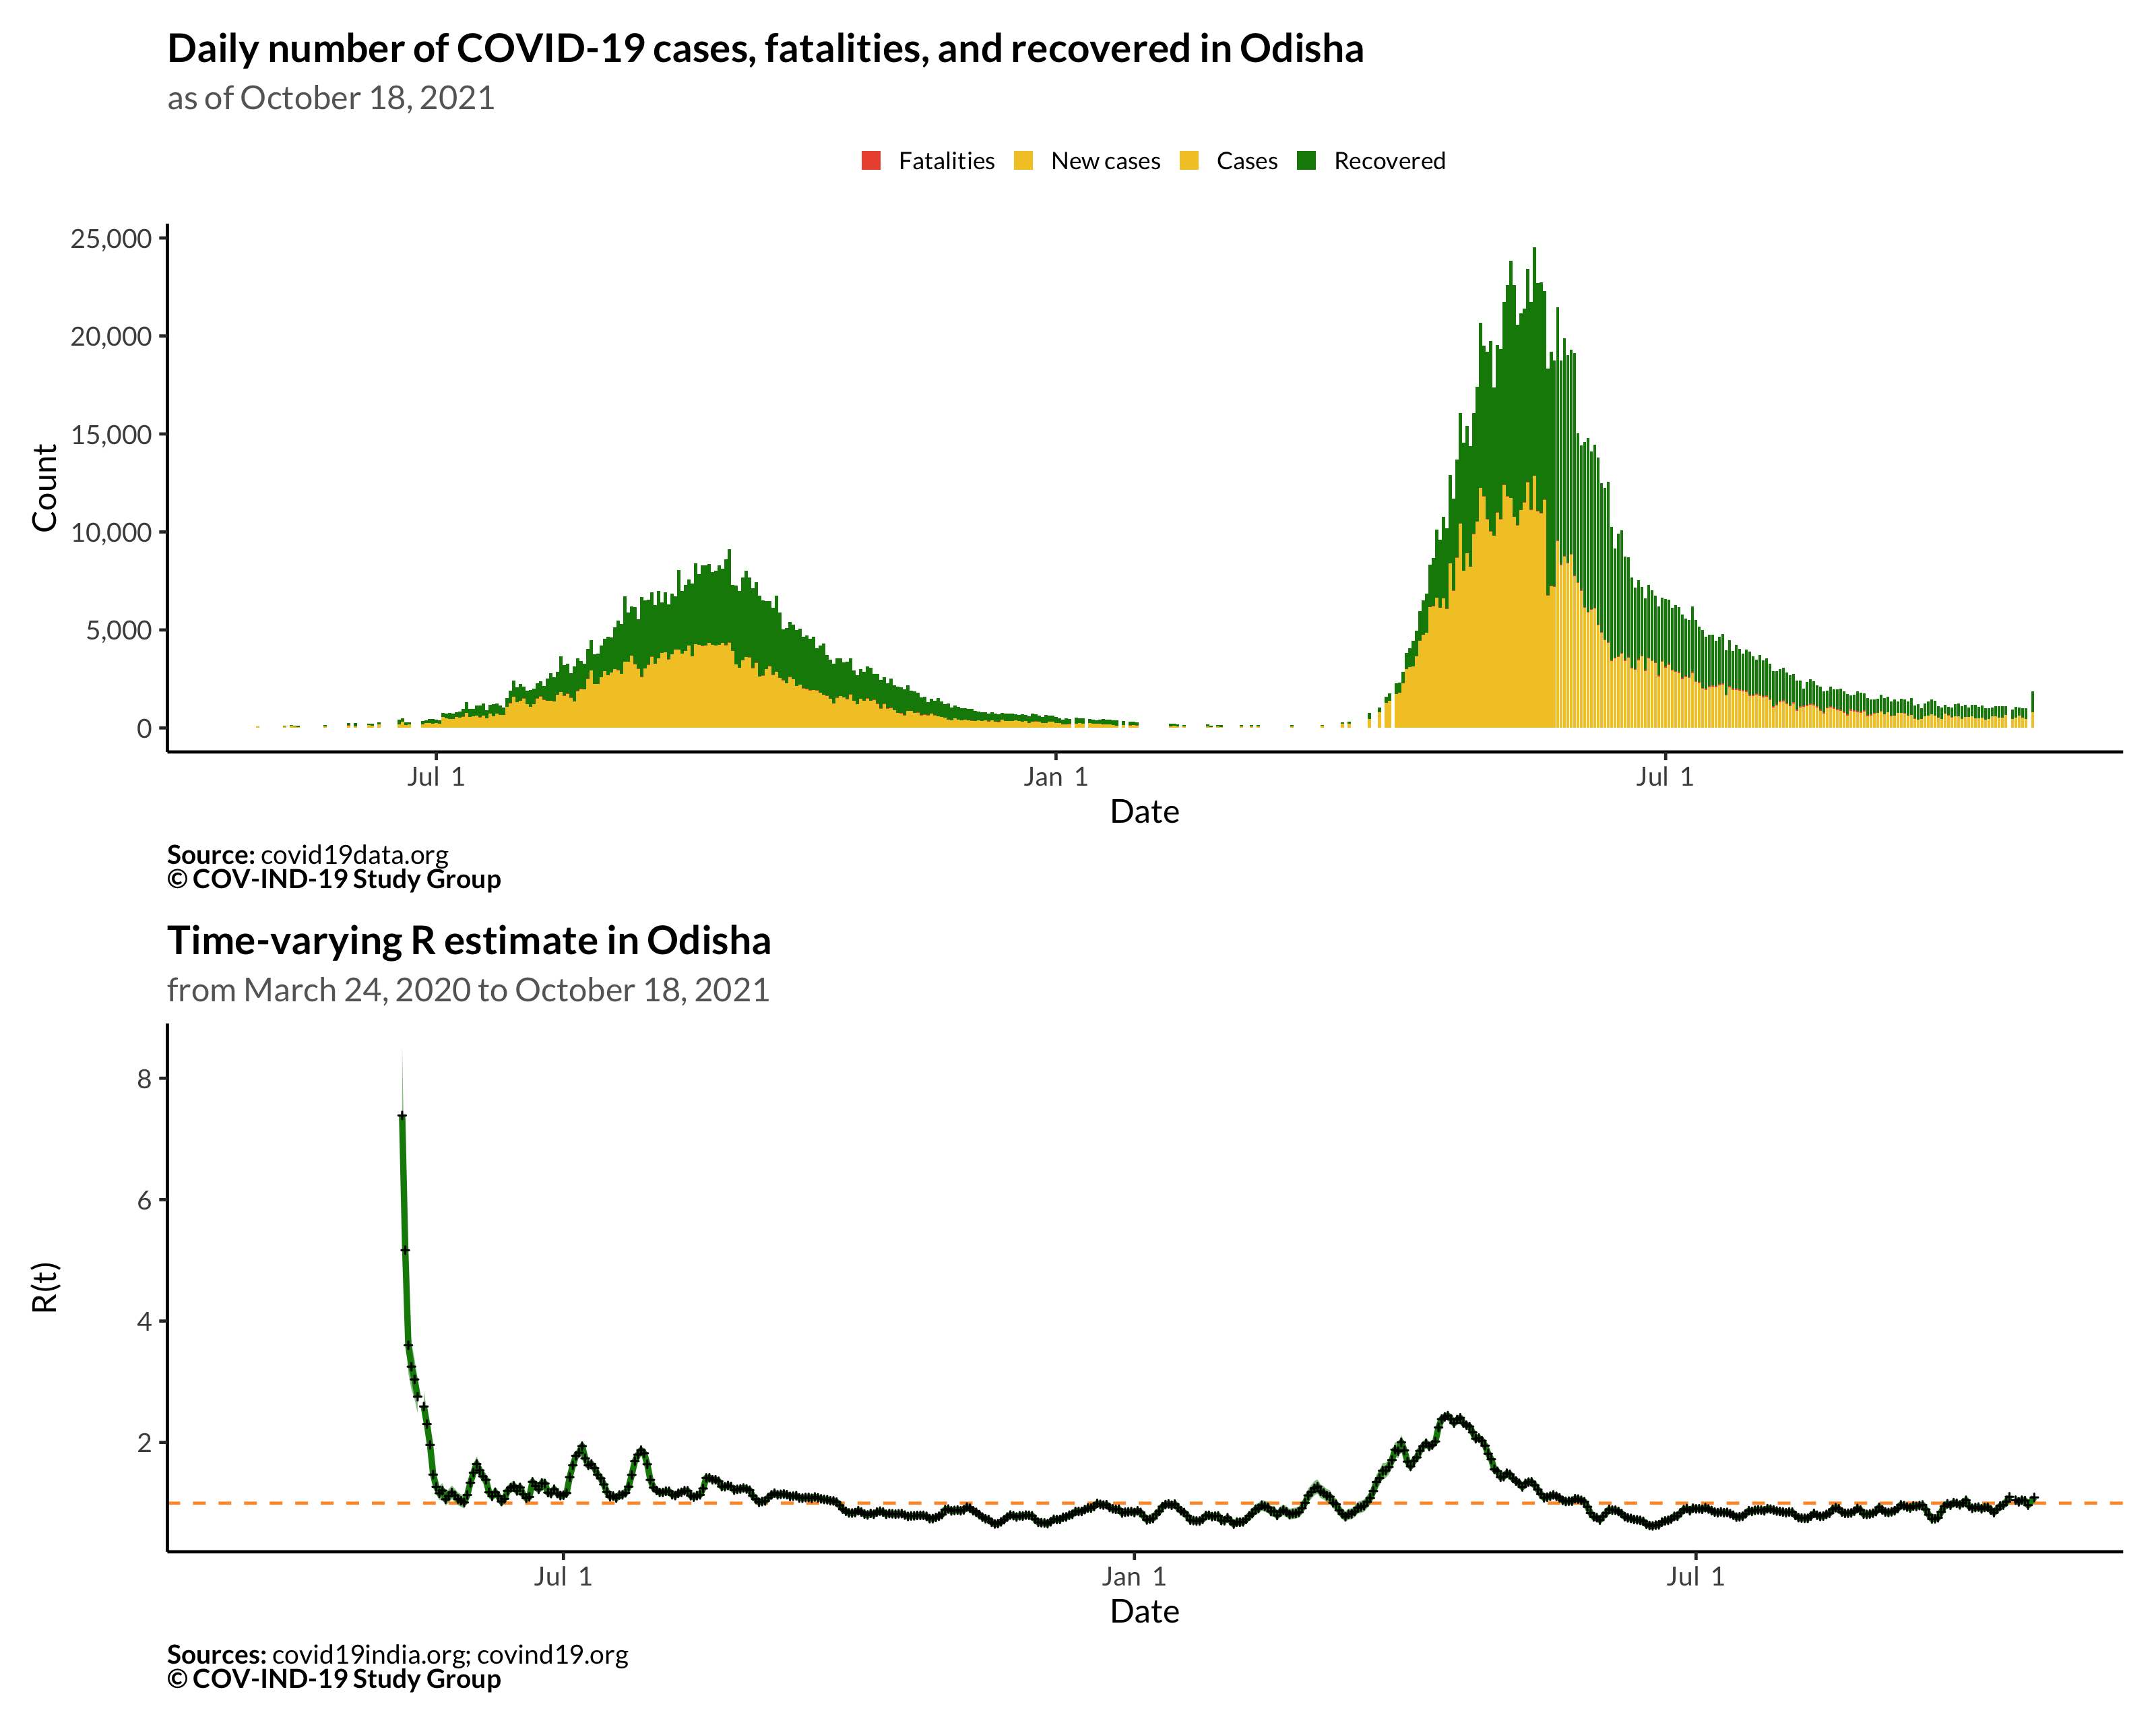 Daily number of COVID-19 cases, fatalities, and recovered in Odisha
as of October 18, 2021
Fatalities New cases Cases Recovered
25,000
20,000
15,000
10,000
5,000
0
Count
Jul 1 Jan 1 Jul 1
Date
Source: covid19data.org
© COV-IND-19 Study Group
Time-varying R estimate in Odisha
from March 24, 2020 to October 18, 2021
8
6
4
2
R(t)
Jul 1 Jan 1 Jul 1
Date
Sources: covid19india.org; covind19.org
© COV-IND-19 Study Group